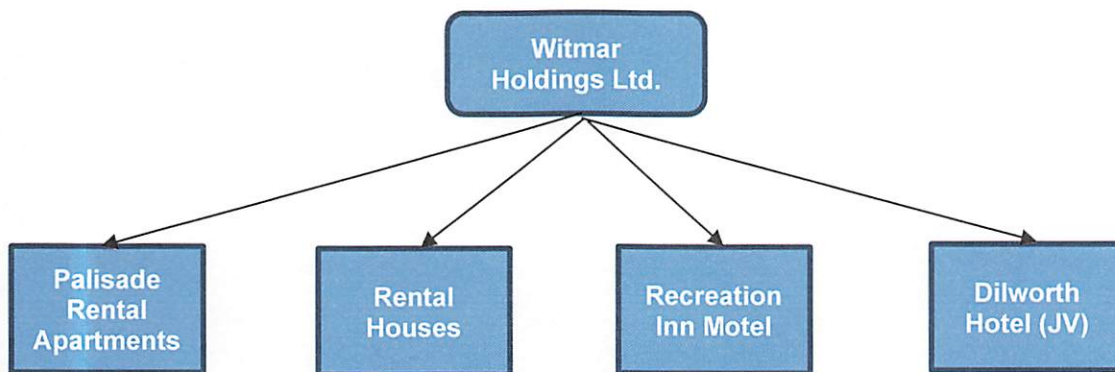 Witmar
Holdings Ltd.
Palisade
Rental
Apartments
Rental
Houses
Recreation
Inn Motel
Dilworth
Hotel (JV)